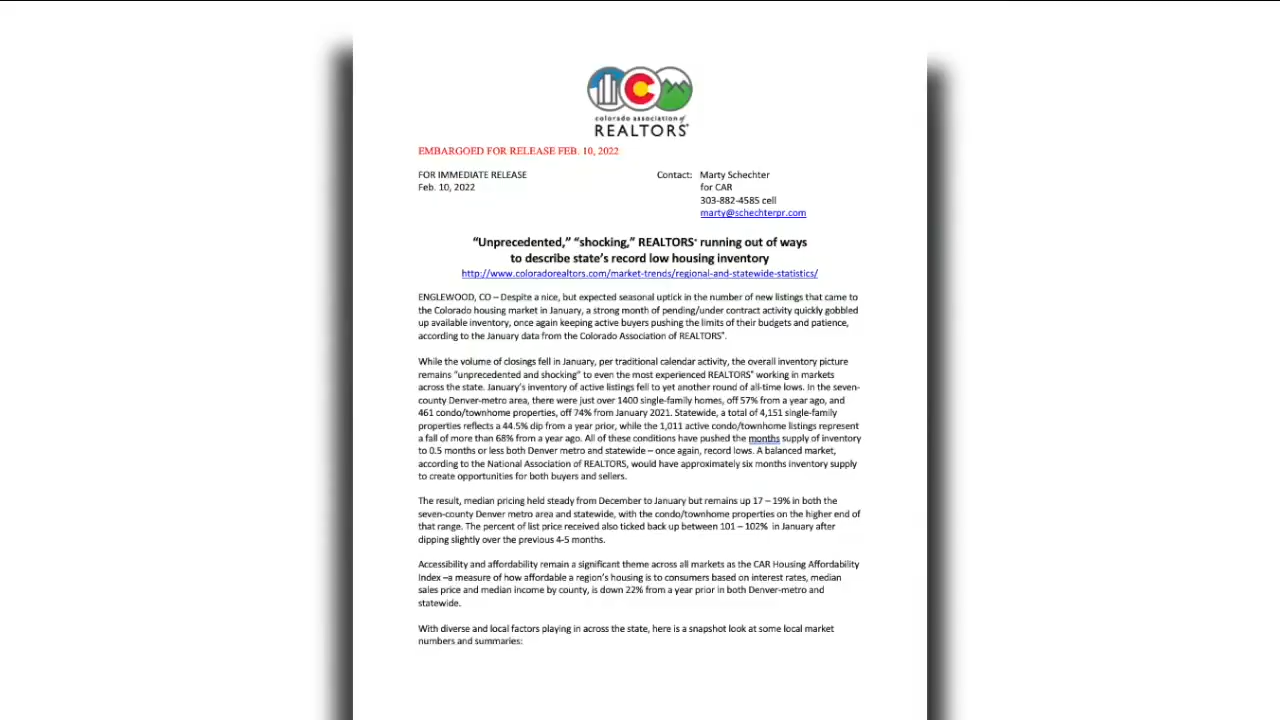 colorado association of
REALTORS®
EMBARGOED FOR RELEASE FEB. 10, 2022
FOR IMMEDIATE RELEASE
Feb. 10, 2022
Contact: Marty Schechter
for CAR
303-882-4585 cell
marty@schechterpr.com
“Unprecedented,” “shocking,” REALTORS® running out of ways
to describe state’s record low housing inventory
http://www.coloradorealtors.com/market-trends/regional-and-statewide-statistics/
ENGLEWOOD, CO – Despite a nice, but expected seasonal uptick in the number of new listings that came to
the Colorado housing market in January, a strong month of pending/under contract activity quickly gobbled
up available inventory, once again keeping active buyers pushing the limits of their budgets and patience,
according to the January data from the Colorado Association of REALTORS®.
While the volume of closings fell in January, per traditional calendar activity, the overall inventory picture
remains “unprecedented and shocking” to even the most experienced REALTORS® working in markets
across the state. January’s inventory of active listings fell to yet another round of all-time lows. In the seven-
county Denver-metro area, there were just over 1400 single-family homes, off 57% from a year ago, and
461 condo/townhome properties, off 74% from January 2021. Statewide, a total of 4,151 single-family
properties reflects a 44.5% dip from a year prior, while the 1,011 active condo/townhome listings represent
a fall of more than 68% from a year ago. All of these conditions have pushed the months supply of inventory
to 0.5 months or less both Denver metro and statewide – once again, record lows. A balanced market,
according to the National Association of REALTORS, would have approximately six months inventory supply
to create opportunities for both buyers and sellers.
The result, median pricing held steady from December to January but remains up 17 – 19% in both the
seven-county Denver metro area and statewide, with the condo/townhome properties on the higher end of
that range. The percent of list price received also ticked back up between 101 – 102% in January after
dipping slightly over the previous 4-5 months.
Accessibility and affordability remain a significant theme across all markets as the CAR Housing Affordability
Index –a measure of how affordable a region’s housing is to consumers based on interest rates, median
sales price and median income by county, is down 22% from a year prior in both Denver-metro and
statewide.
With diverse and local factors playing in across the state, here is a snapshot look at some local market
numbers and summaries: